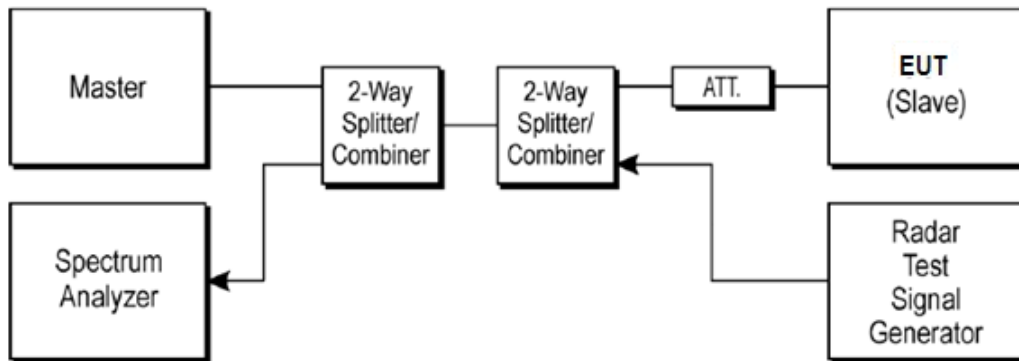 Master
2-Way
Splitter/
Combiner
2-Way
Splitter/
Combiner
ATT.
EUT
(Slave)
Spectrum
Analyzer
Radar
Test
Signal
Generator